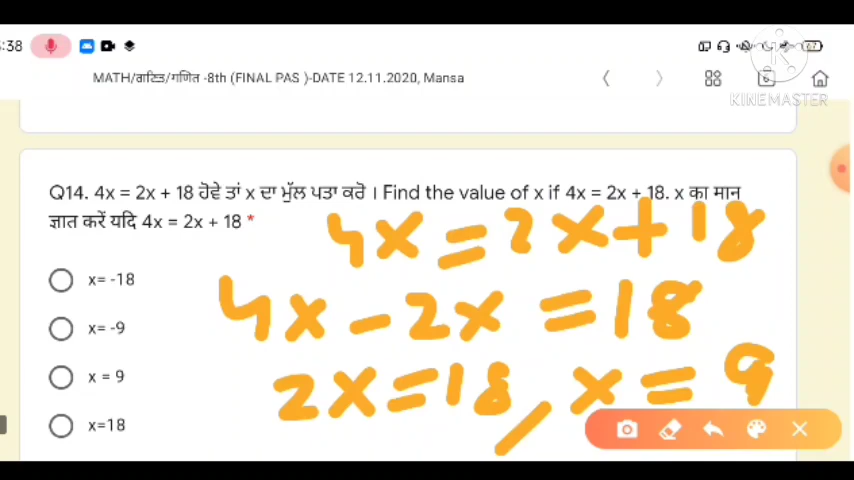 :38
67
MATH/ਗਣਿਤ/गणित -8th (FINAL PAS )-DATE 12.11.2020, Mansa
6
KINEMASTER
Q14. 4x = 2x + 18 ਹੋਵੇ ਤਾਂ x ਦਾ ਮੁੱਲ ਪਤਾ ਕਰੋ । Find the value of x if 4x = 2x + 18. x का मान
ज्ञात करें यदि 4x = 2x + 18 *
4x = 2x + 18
x= -18
4x - 2x = 18
x= -9
x = 9
2x = 18, x = 9
x=18